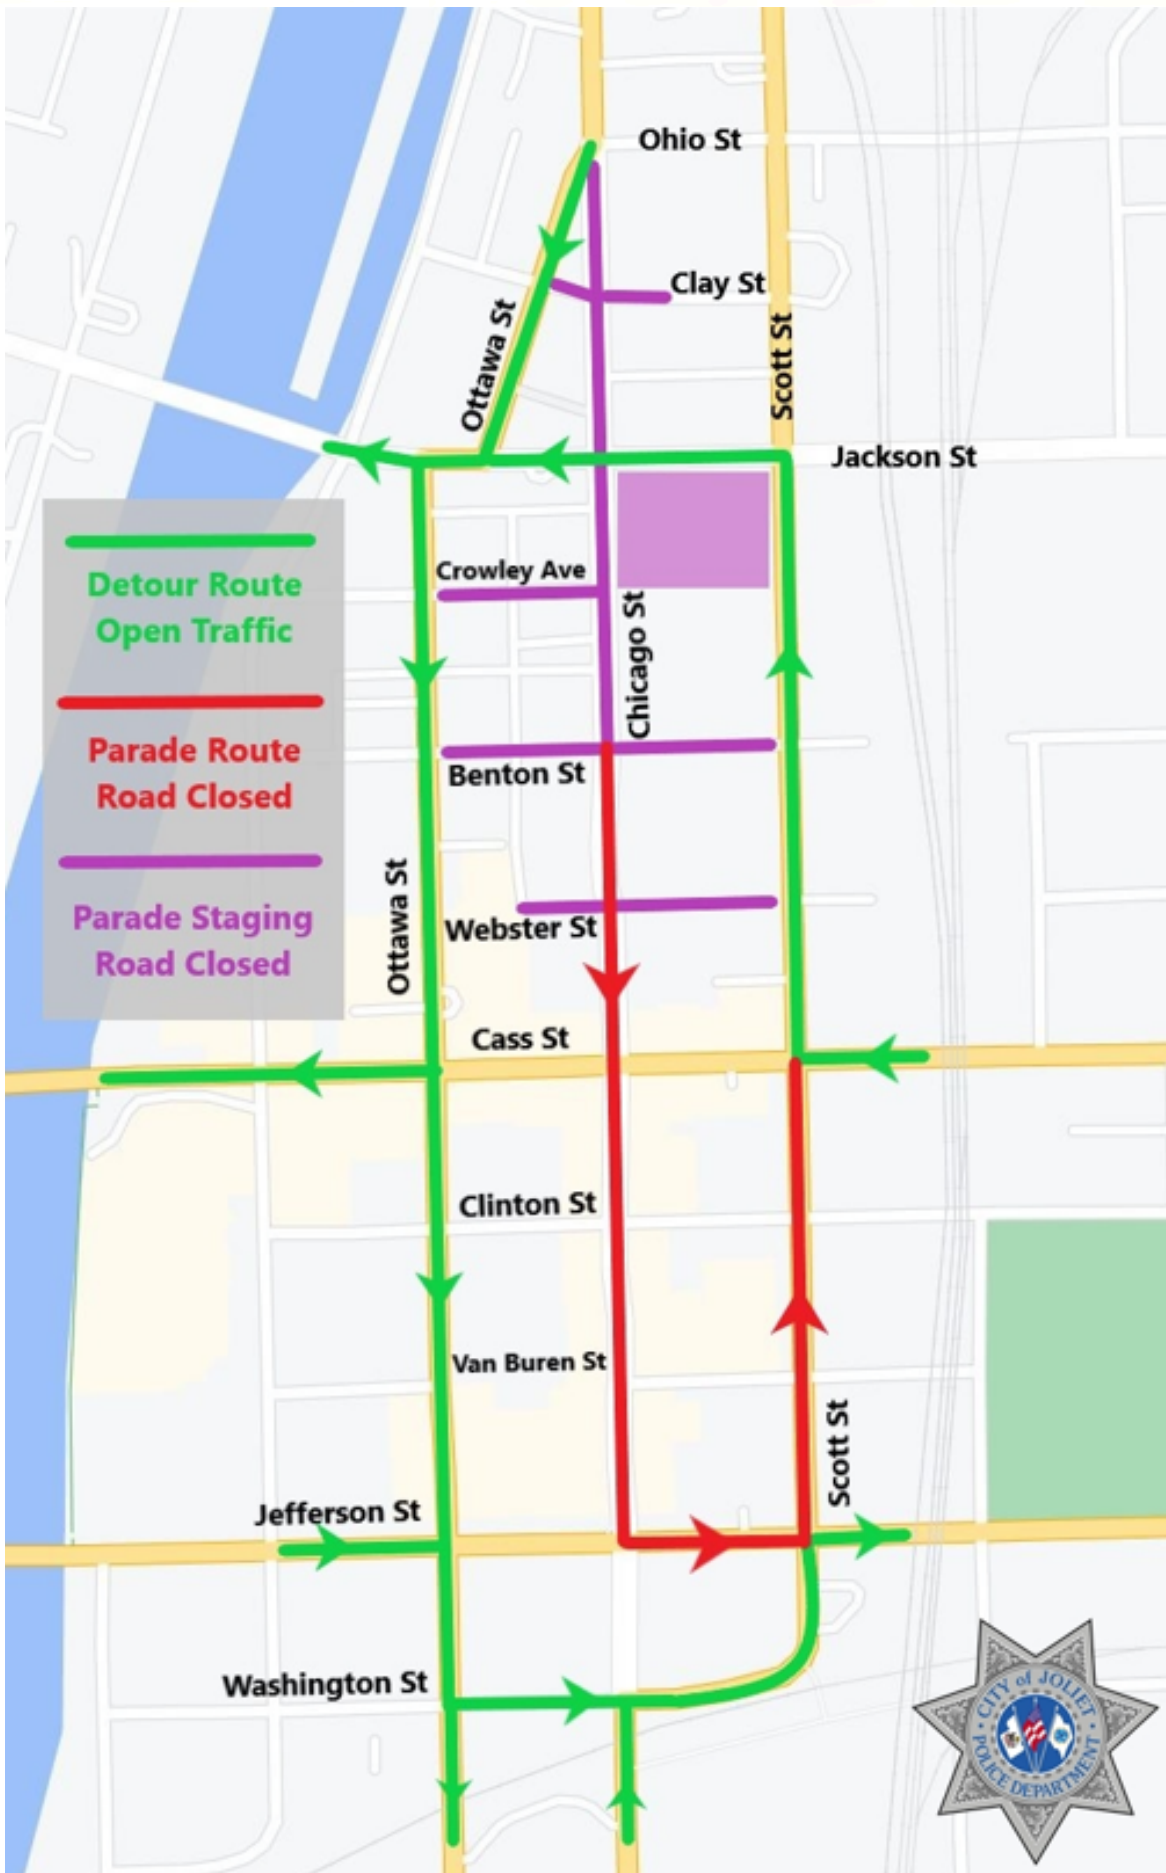 Ohio St
Clay St
Ottawa St
Scott St
Jackson St
Detour Route
Open Traffic
Crowley Ave
Chicago St
Parade Route
Road Closed
Benton St
Ottawa St
Parade Staging
Road Closed
Webster St
Cass St
Clinton St
Van Buren St
Scott St
Jefferson St
Washington St
CITY of JOLIET
POLICE DEPARTMENT